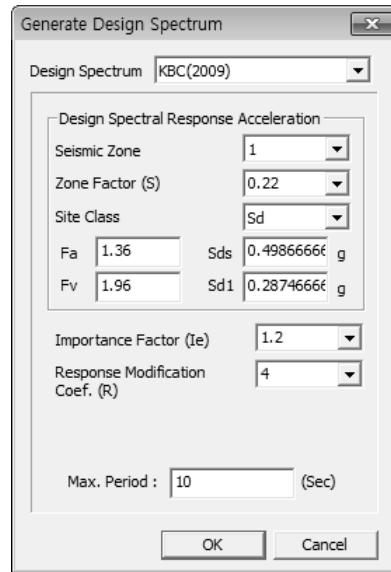 Generate Design Spectrum
Design Spectrum KBC(2009)
Design Spectral Response Acceleration
Seismic Zone 1
Zone Factor (S) 0.22
Site Class Sd
Fa 1.36 Sds 0.49866666 g
Fv 1.96 Sd1 0.28746666 g
Importance Factor (Ie) 1.2
Response Modification 4
Coef. (R)
Max. Period : 10 (Sec)
OK Cancel